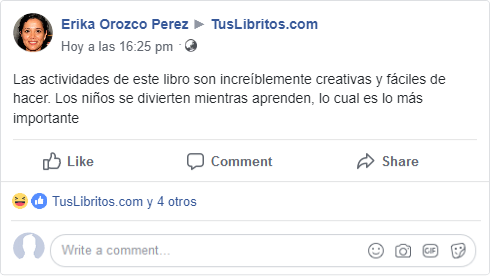 Erika Orozco Perez ▶ TusLibritos.com
Hoy a las 16:25 pm ·
Las actividades de este libro son increíblemente creativas y fáciles de
hacer. Los niños se divierten mientras aprenden, lo cual es lo más
importante
Like Comment Share
TusLibritos.com y 4 otros
Write a comment...
GIF